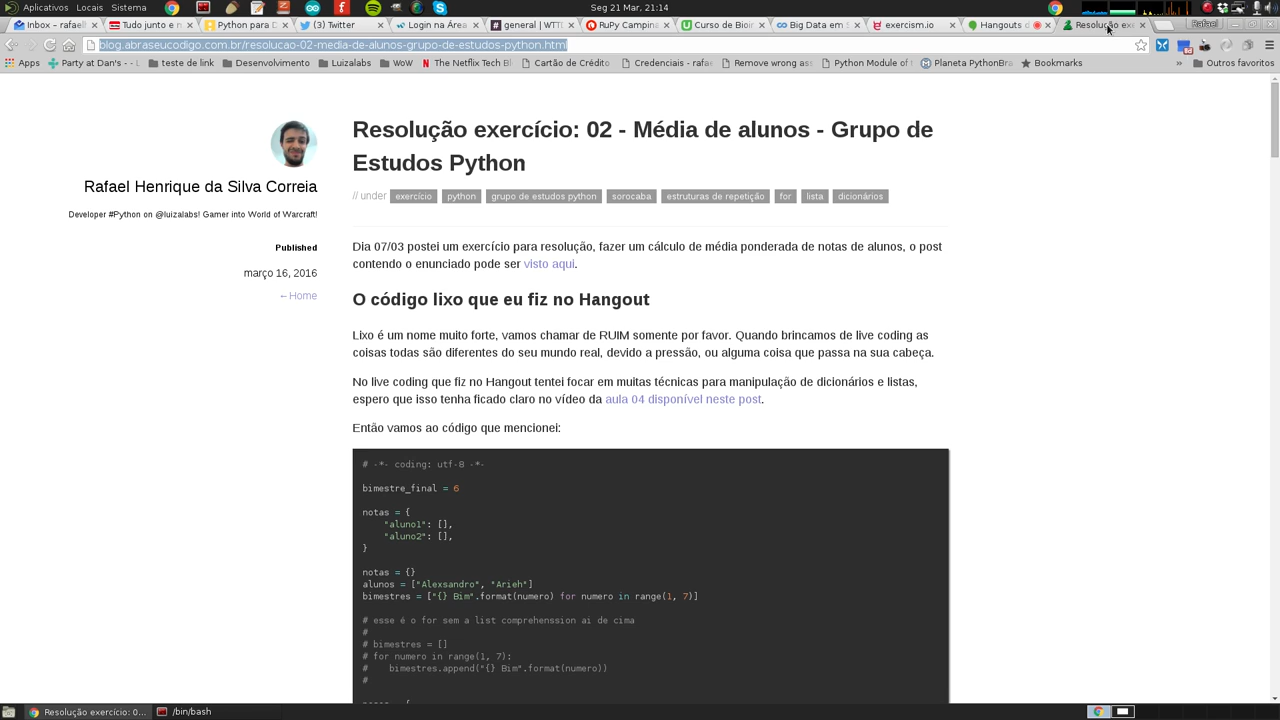 Aplicativos Locais Sistema
Seg 21 Mar, 21:14
Inbox - Tudo junto e Python para D (3) Twitter Login na Área # general | WTT RuPy Campina Curso de Bioin Big Data em S exercism.io Hangouts d Resolução exe Rafael
blog.abraseucodigo.com.br/resolucao-02-media-de-alunos-grupo-de-estudos-python.html
Apps Party at Dan's - - L teste de link Desenvolvimento Luizalabs WoW The Netflix Tech Bl Cartão de Crédito Credenciais - rafae Remove wrong ass Python Module of t Planeta PythonBra Bookmarks » Outros favoritos
Resolução exercício: 02 - Média de alunos - Grupo de
Estudos Python
// under exercício python grupo de estudos python sorocaba estruturas de repetição for lista dicionários
Rafael Henrique da Silva Correia
Developer #Python on @luizalabs! Gamer into World of Warcraft!
Published
março 16, 2016
←Home
Dia 07/03 postei um exercício para resolução, fazer um cálculo de média ponderada de notas de alunos, o post
contendo o enunciado pode ser visto aqui.
O código lixo que eu fiz no Hangout
Lixo é um nome muito forte, vamos chamar de RUIM somente por favor. Quando brincamos de live coding as
coisas todas são diferentes do seu mundo real, devido a pressão, ou alguma coisa que passa na sua cabeça.
No live coding que fiz no Hangout tentei focar em muitas técnicas para manipulação de dicionários e listas,
espero que isso tenha ficado claro no vídeo da aula 04 disponível neste post.
Então vamos ao código que mencionei:
# -*- coding: utf-8 -*-
bimestre_final = 6
notas = {
    "aluno1": [],
    "aluno2": [],
}
notas = {}
alunos = ["Alexsandro", "Arieh"]
bimestres = ["{} Bim".format(numero) for numero in range(1, 7)]
# esse é o for sem a list comprehenssion ai de cima
#
# bimestres = []
# for numero in range(1, 7):
#    bimestres.append("{} Bim".format(numero))
#
Resolução exercício: 0... /bin/bash